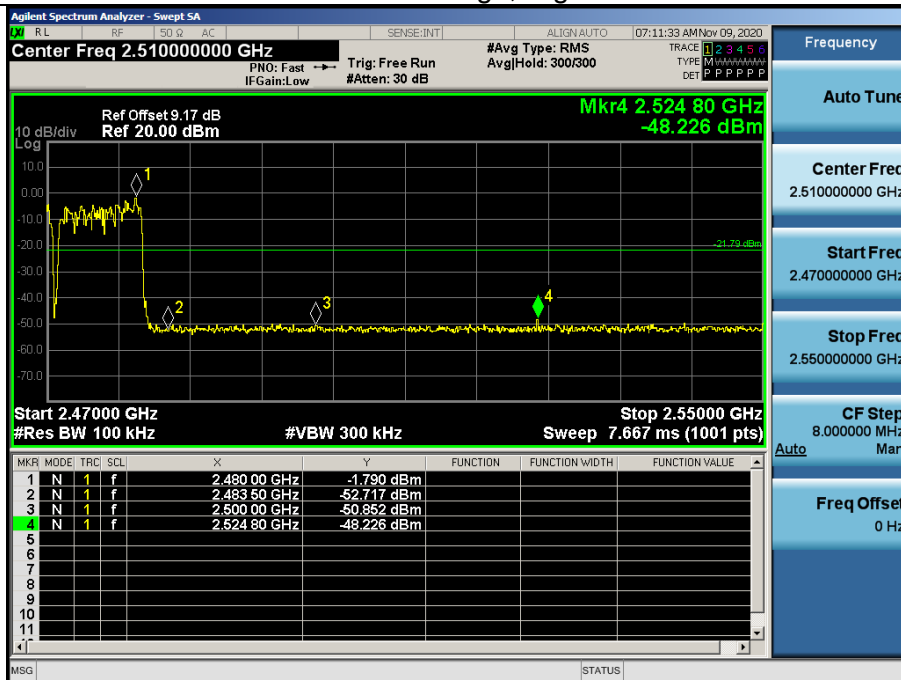 Agilent Spectrum Analyzer - Swept SA
LXI RL RF 50 Ω AC SENSE:INT ALIGN AUTO 07:11:33 AM Nov 09, 2020
Center Freq 2.510000000 GHz
PNO: Fast
IFGain:Low
Trig: Free Run
#Atten: 30 dB
#Avg Type: RMS
Avg|Hold: 300/300
TRACE 1 2 3 4 5 6
TYPE M
DET P P P P P P
Mkr4 2.524 80 GHz
-48.226 dBm
Ref Offset 9.17 dB
10 dB/div Ref 20.00 dBm
Log
10.0
0.00
-10.0
-20.0
-30.0
-40.0
-50.0
-60.0
-70.0
1
2
3
4
-21.79 dBm
Start 2.47000 GHz Stop 2.55000 GHz
#Res BW 100 kHz #VBW 300 kHz Sweep 7.667 ms (1001 pts)
MKR MODE TRC SCL X Y FUNCTION FUNCTION WIDTH FUNCTION VALUE
1 N 1 f 2.480 00 GHz -1.790 dBm
2 N 1 f 2.483 50 GHz -52.717 dBm
3 N 1 f 2.500 00 GHz -50.852 dBm
4 N 1 f 2.524 80 GHz -48.226 dBm
5
6
7
8
9
10
11
MSG STATUS
Frequency
Auto Tune
Center Freq
2.510000000 GHz
Start Freq
2.470000000 GHz
Stop Freq
2.550000000 GHz
CF Step
8.000000 MHz
Auto Man
Freq Offset
0 Hz